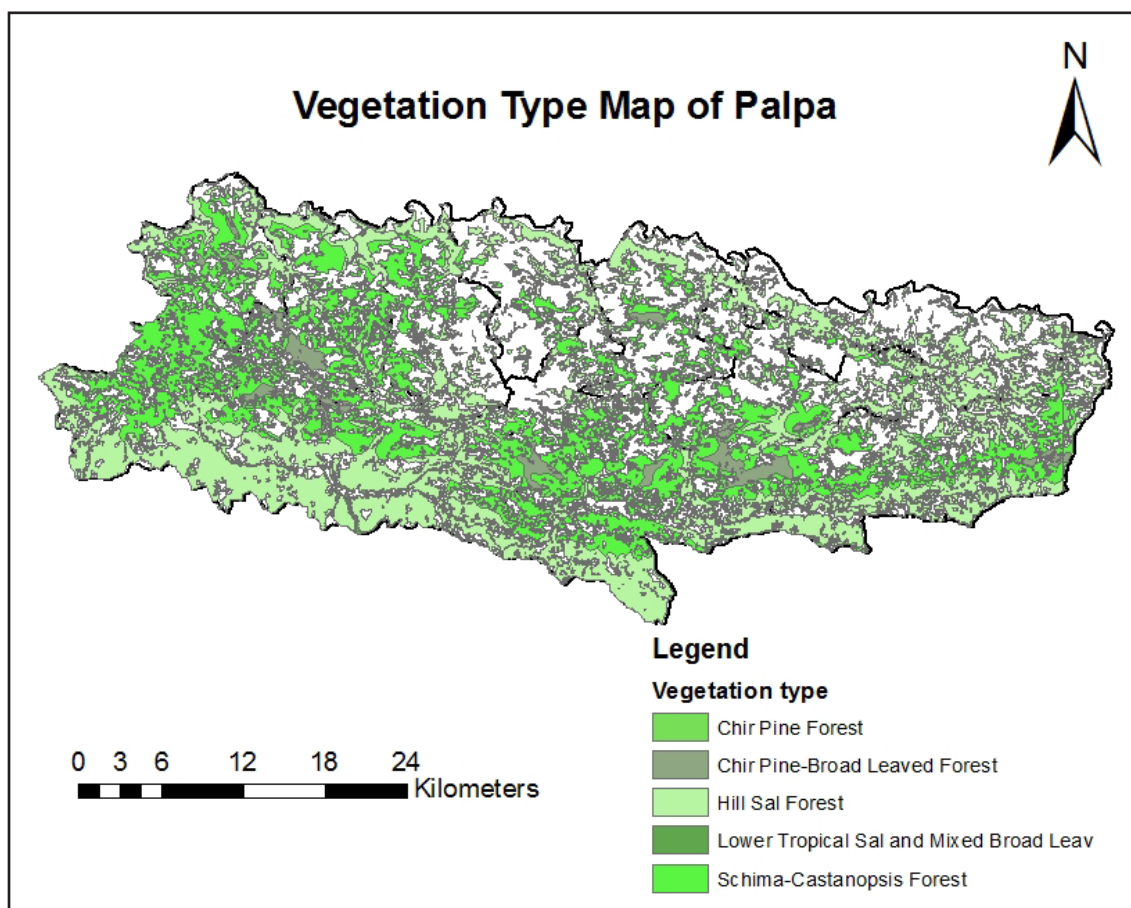 N
Vegetation Type Map of Palpa
Legend
Vegetation type
Chir Pine Forest
Chir Pine-Broad Leaved Forest
Hill Sal Forest
Lower Tropical Sal and Mixed Broad Leav
Schima-Castanopsis Forest
0 3 6 12 18 24
Kilometers